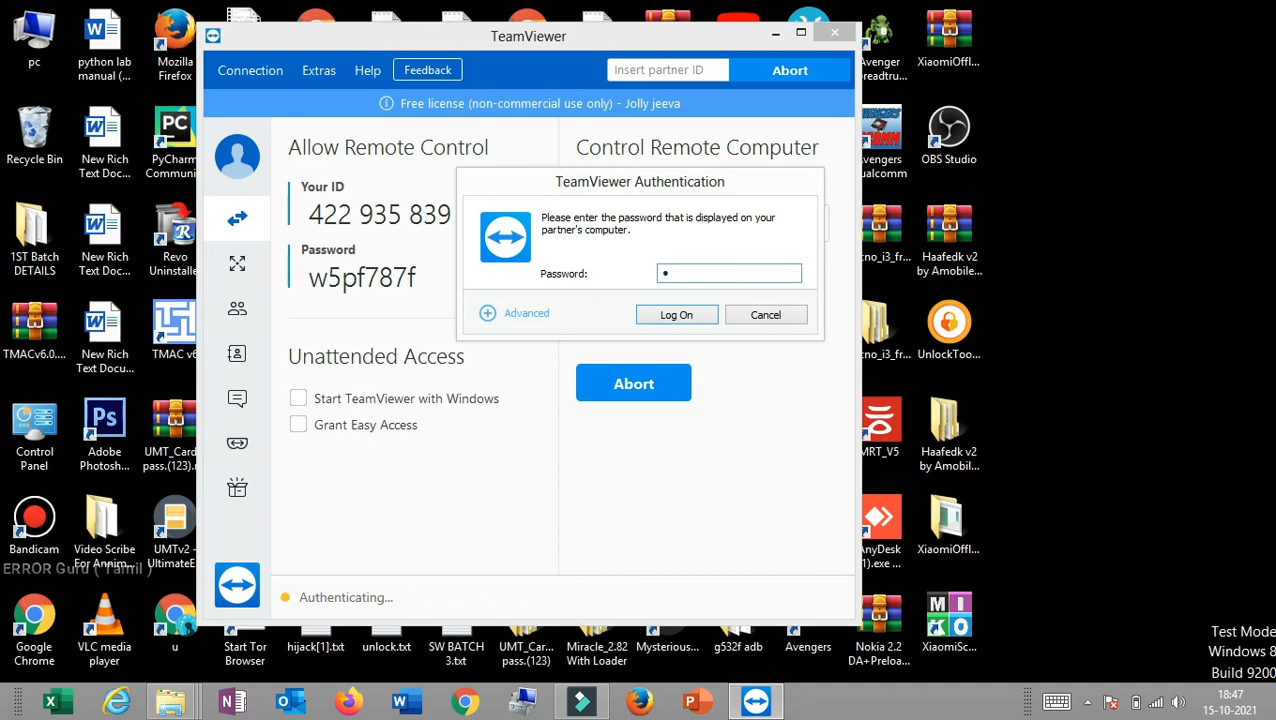 TeamViewer
Connection Extras Help Feedback Insert partner ID Abort
Free license (non-commercial use only) - Jolly jeeva
Allow Remote Control
Your ID
422 935 839
Password
w5pf787f
Unattended Access
Start TeamViewer with Windows
Grant Easy Access
Control Remote Computer
TeamViewer Authentication
Please enter the password that is displayed on your
partner's computer.
Password:
Advanced Log On Cancel
Abort
Authenticating...
pc
python lab
manual (...
Mozilla
Firefox
Recycle Bin
New Rich
Text Doc...
PyCharm
Communi...
1ST Batch
DETAILS
New Rich
Text Docu...
Revo
Uninstalle...
TMACv6.0....
New Rich
Text Docu...
TMAC v6
Control
Panel
Adobe
Photosh...
UMT_Card
pass.(123)....
Bandicam
Video Scribe
For Annim...
UMTv2 -
UltimateE...
ERROR Guru ( Tamil )
Google
Chrome
VLC media
player
u
Start Tor
Browser
hijack[1].txt
unlock.txt
SW BATCH
3.txt
UMT_Car...
pass.(123)
Miracle_2.82
With Loader
Mysterious...
g532f adb
Avengers
Nokia 2.2
DA+Preloa...
XiaomiSc...
XiaomiOffl...
OBS Studio
Haafedk v2
by Amobile...
UnlockToo...
MRT_V5
Haafedk v2
by Amobil...
AnyDesk
XiaomiOffl...
Test Mode
Windows 8
Build 9200
18:47
15-10-2021